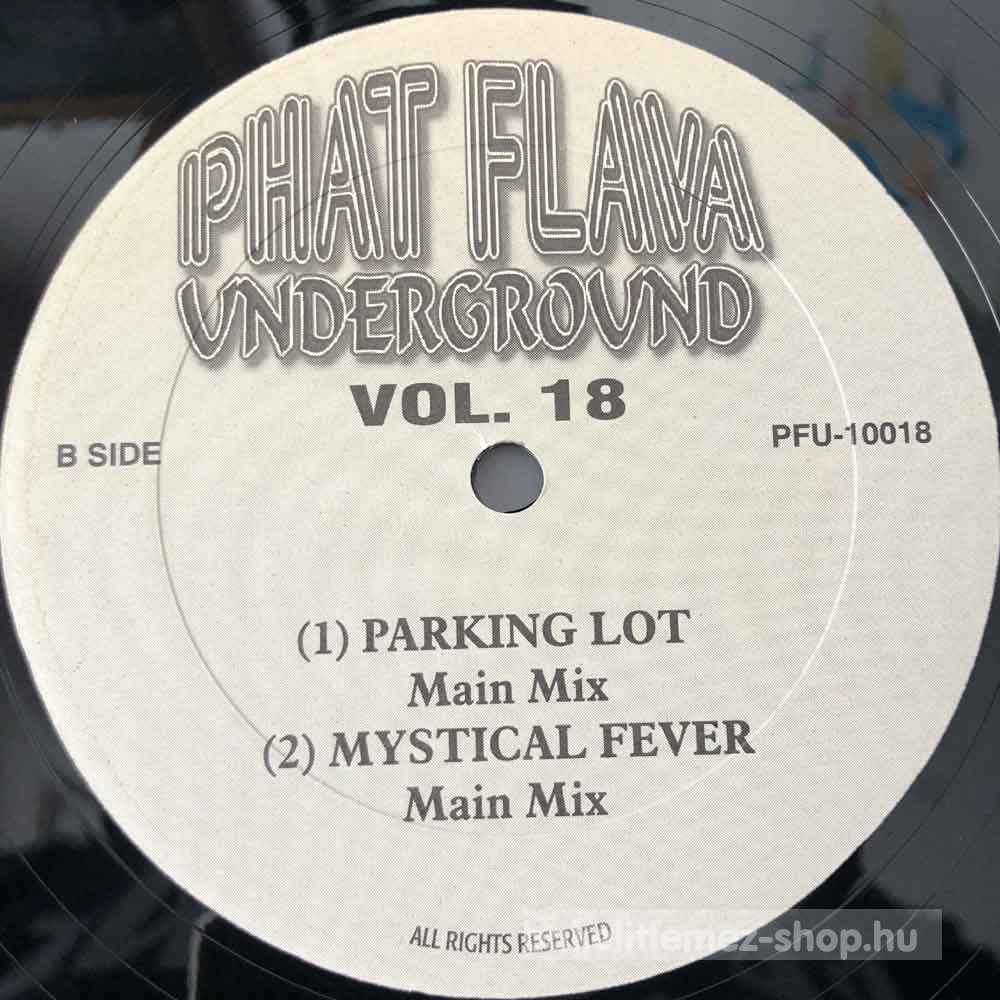 PHAT FLAVA
UNDERGROUND
VOL. 18
B SIDE
PFU-10018
(1) PARKING LOT
Main Mix
(2) MYSTICAL FEVER
Main Mix
ALL RIGHTS RESERVED